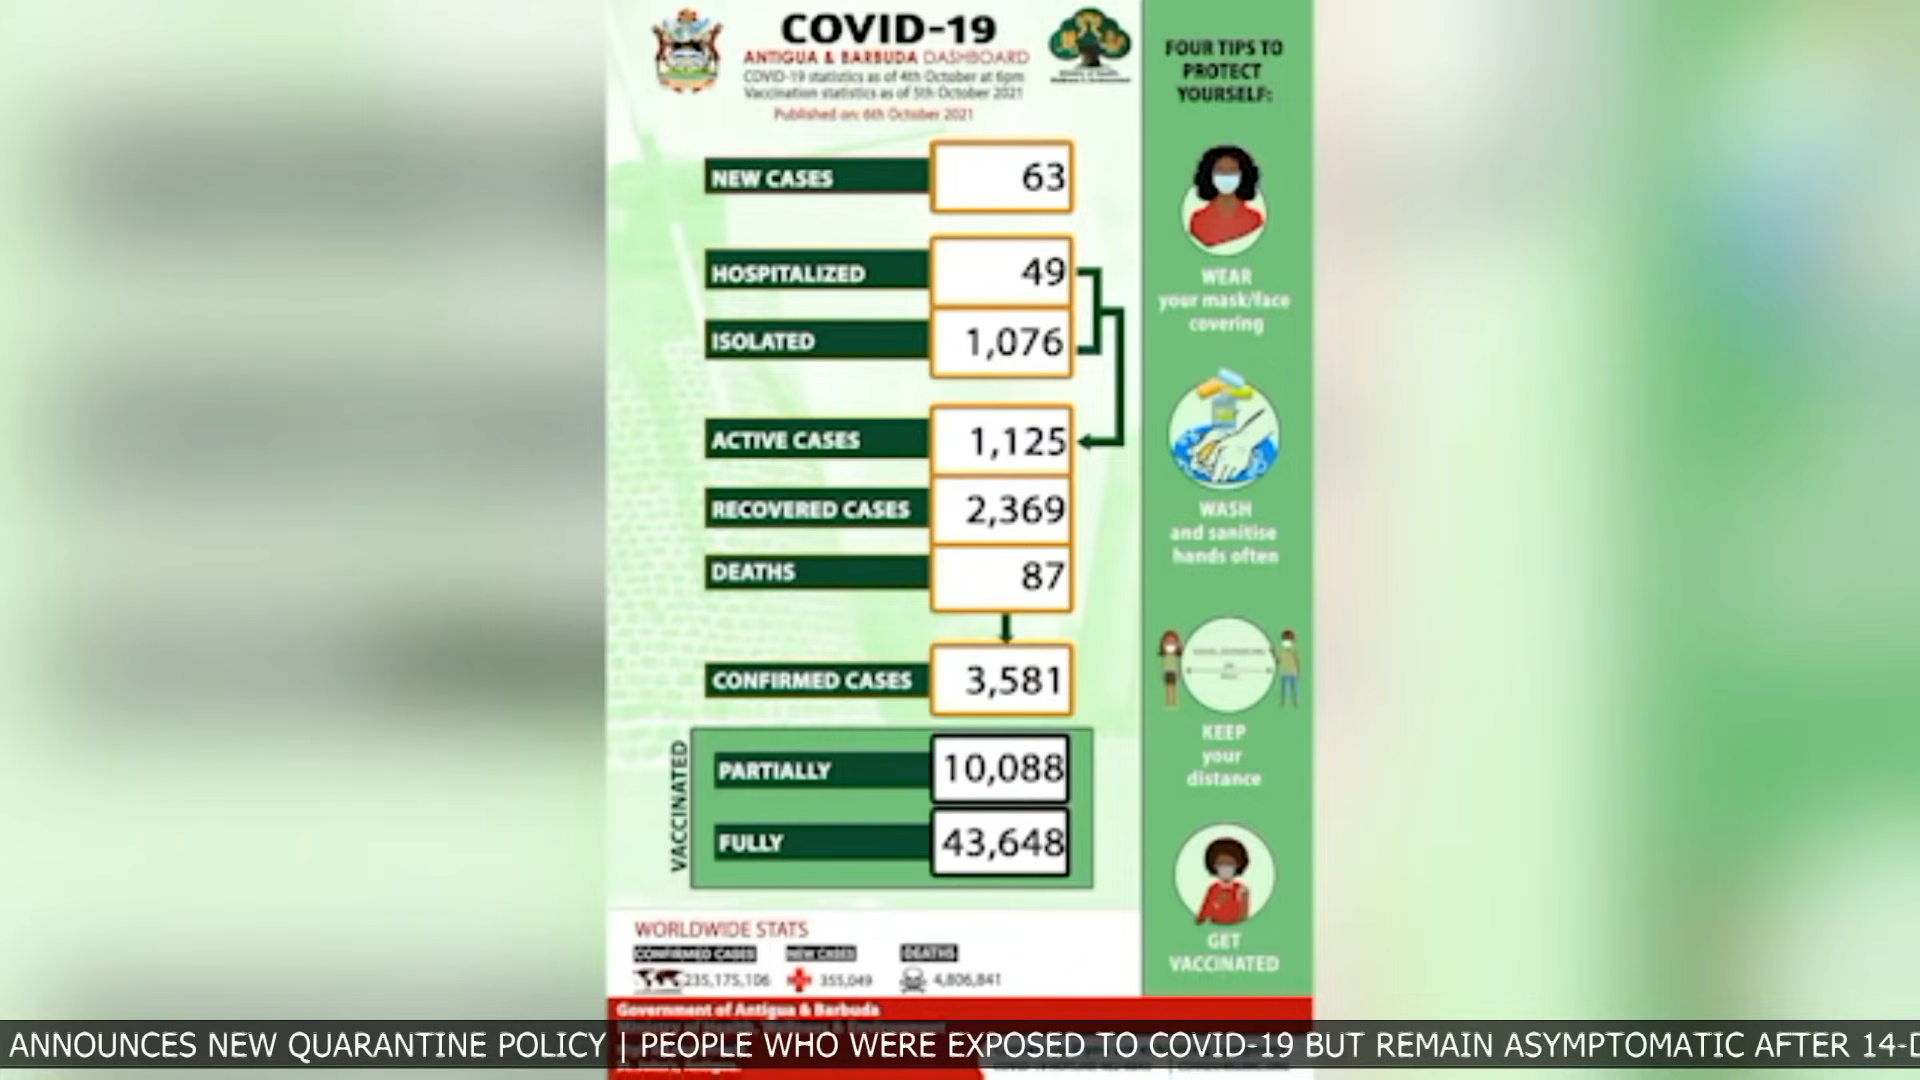 COVID-19
ANTIGUA & BARBUDA DASHBOARD
COVID-19 statistics as of 4th October at 6pm
Vaccination statistics as of 5th October 2021
Published on: 6th October 2021
NEW CASES 63
HOSPITALIZED 49
ISOLATED 1,076
ACTIVE CASES 1,125
RECOVERED CASES 2,369
DEATHS 87
CONFIRMED CASES 3,581
VACCINATED
PARTIALLY 10,088
FULLY 43,648
WORLDWIDE STATS
CONFIRMED CASES NEW CASES DEATHS
235,175,106 355,049 4,806,841
Government of Antigua & Barbuda
FOUR TIPS TO
PROTECT
YOURSELF:
WEAR
your mask/face
covering
WASH
and sanitise
hands often
KEEP
your
distance
GET
VACCINATED
ANNOUNCES NEW QUARANTINE POLICY | PEOPLE WHO WERE EXPOSED TO COVID-19 BUT REMAIN ASYMPTOMATIC AFTER 14-D